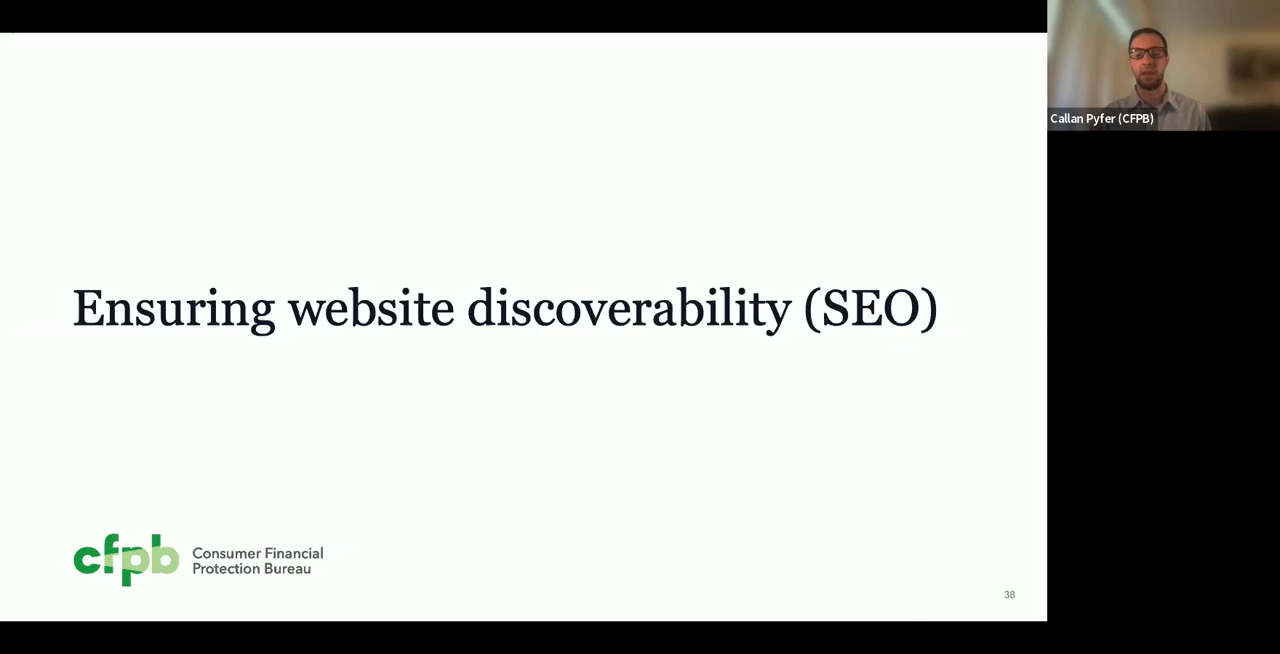 Ensuring website discoverability (SEO)
Callan Pyfer (CFPB)
cfpb
Consumer Financial
Protection Bureau
38